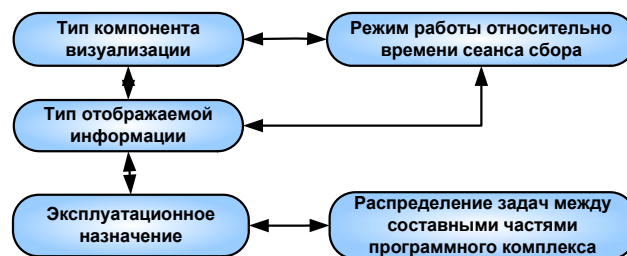 Тип компонента
визуализации
Режим работы относительно
времени сеанса сбора
Тип отображаемой
информации
Эксплуатационное
назначение
Распределение задач между
составными частями
программного комплекса